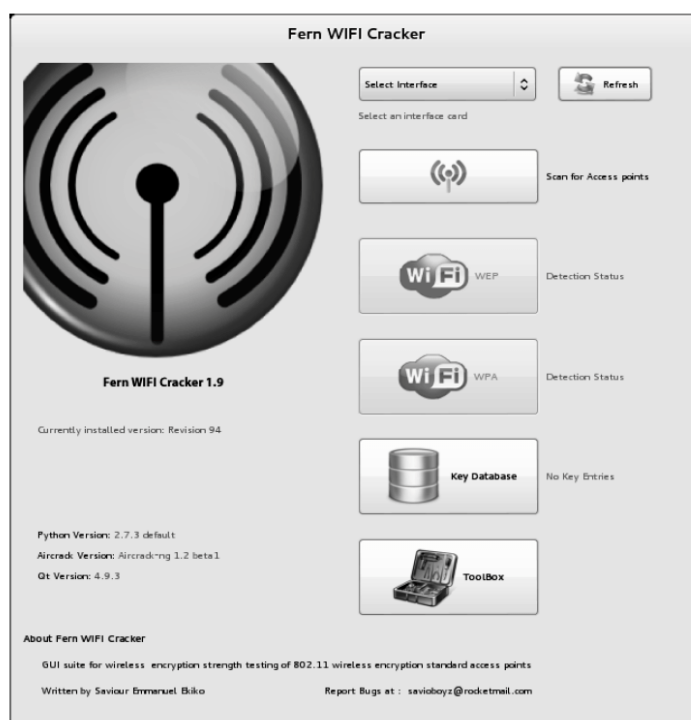 Fern WIFI Cracker
Select Interface
Refresh
Select an interface card
Scan for Access points
Wi Fi WEP
Detection Status
Wi Fi WPA
Detection Status
Fern WIFI Cracker 1.9
Currently installed version: Revision 94
Key Database
No Key Entries
Python Version: 2.7.3 default
Aircrack Version: Aircrack-ng 1.2 beta1
Qt Version: 4.9.3
ToolBox
About Fern WIFI Cracker
GUI suite for wireless encryption strength testing of 802.11 wireless encryption standard access points
Written by Saviour Emmanuel Ekiko
Report Bugs at : savioboyz@rocketmail.com